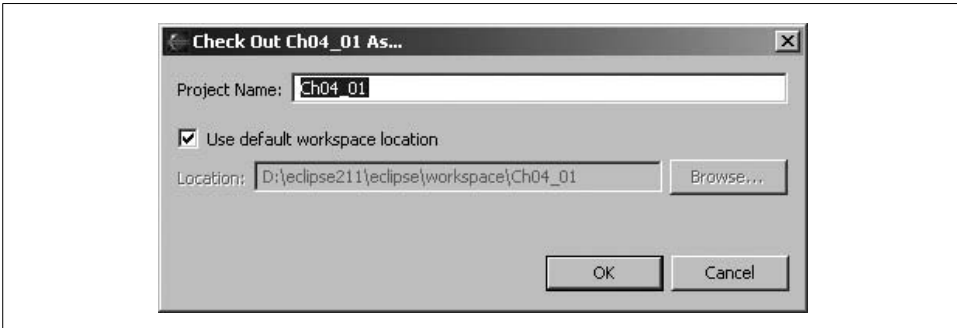 Check Out Ch04_01 As...
Project Name: Ch04_01
Use default workspace location
Location: D:\eclipse211\eclipse\workspace\Ch04_01 Browse...
OK Cancel